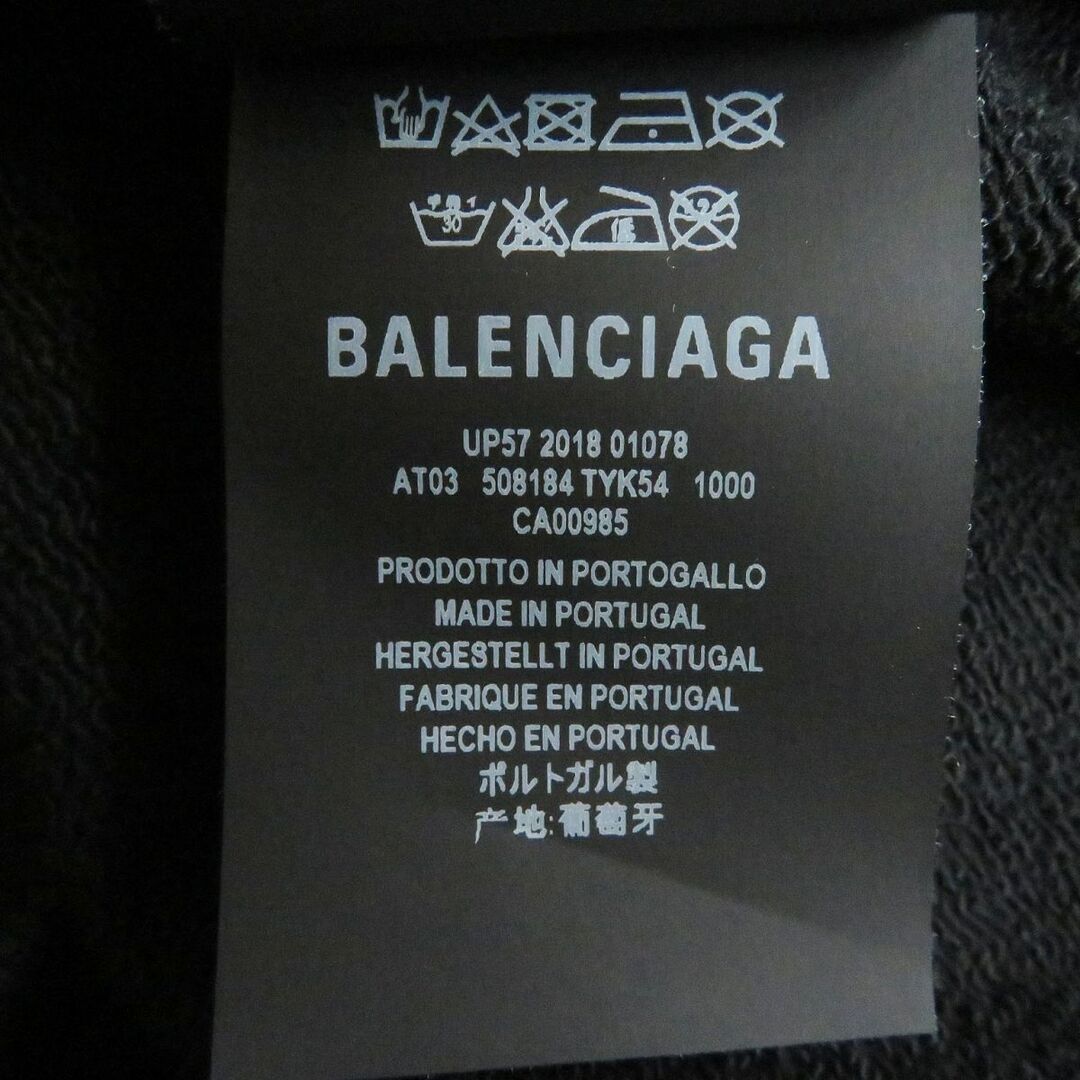 30
BALENCIAGA
UP57 2018 01078
AT03 508184 TYK54 1000
CA00985
PRODOTTO IN PORTOGALLO
MADE IN PORTUGAL
HERGESTELLT IN PORTUGAL
FABRIQUE EN PORTUGAL
HECHO EN PORTUGAL
ポルトガル製
产地:葡萄牙